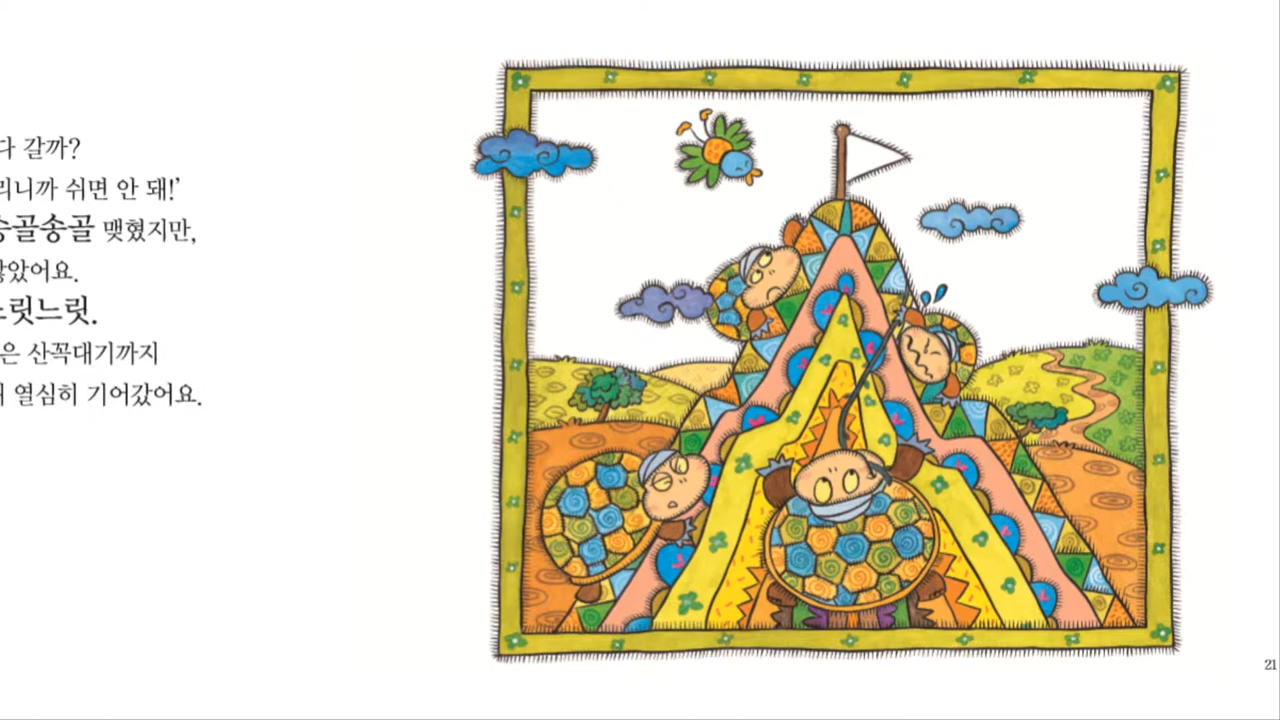 다 갈까?
리니까 쉬면 안 돼!’
송골송골 맺혔지만,
않았어요.
느릿느릿.
은 산꼭대기까지
열심히 기어갔어요.
21